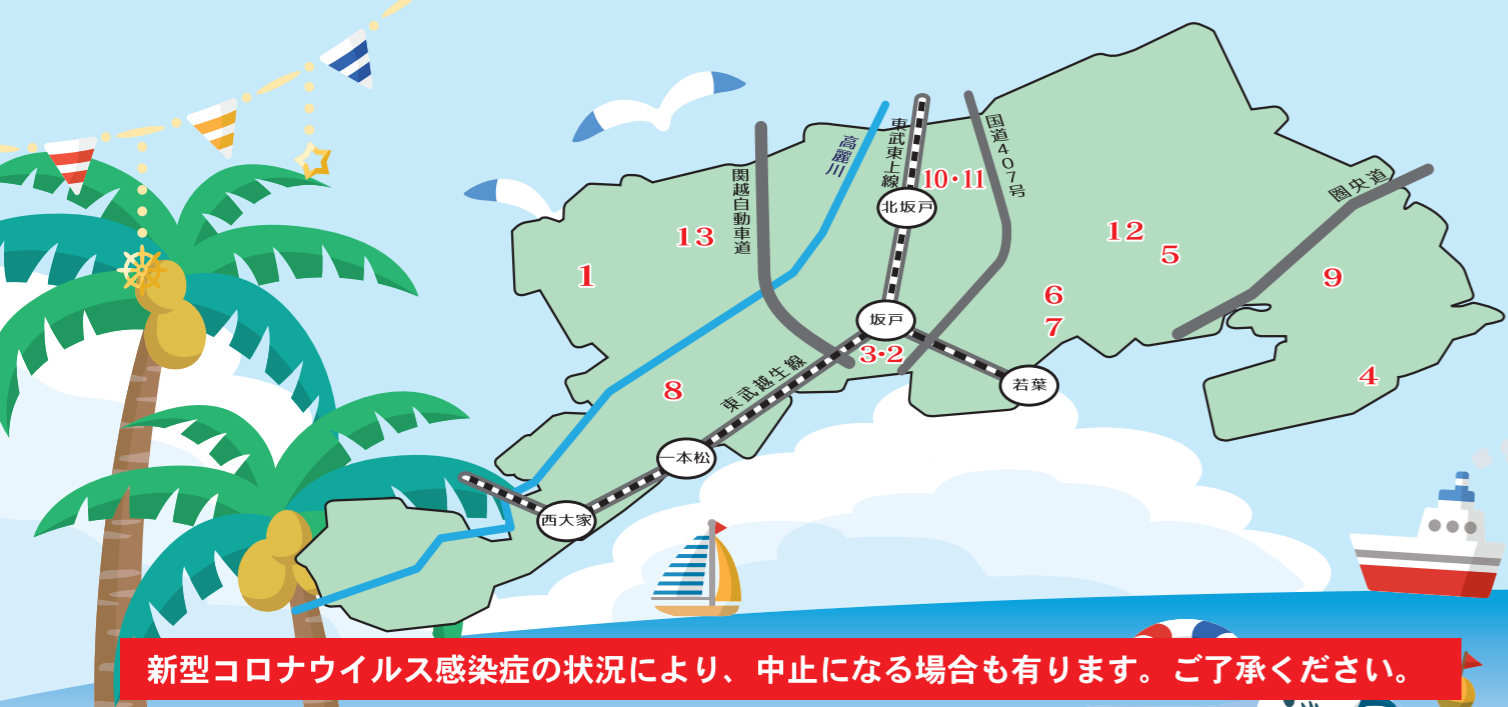 関越自動車道
高麗川
東武東上線
国道407号
圏央道
10・11
北坂戸
13
12
5
1
9
6
坂戸
7
3・2
東武越生線
若葉
4
8
一本松
西大家
新型コロナウイルス感染症の状況により、中止になる場合も有ります。ご了承ください。